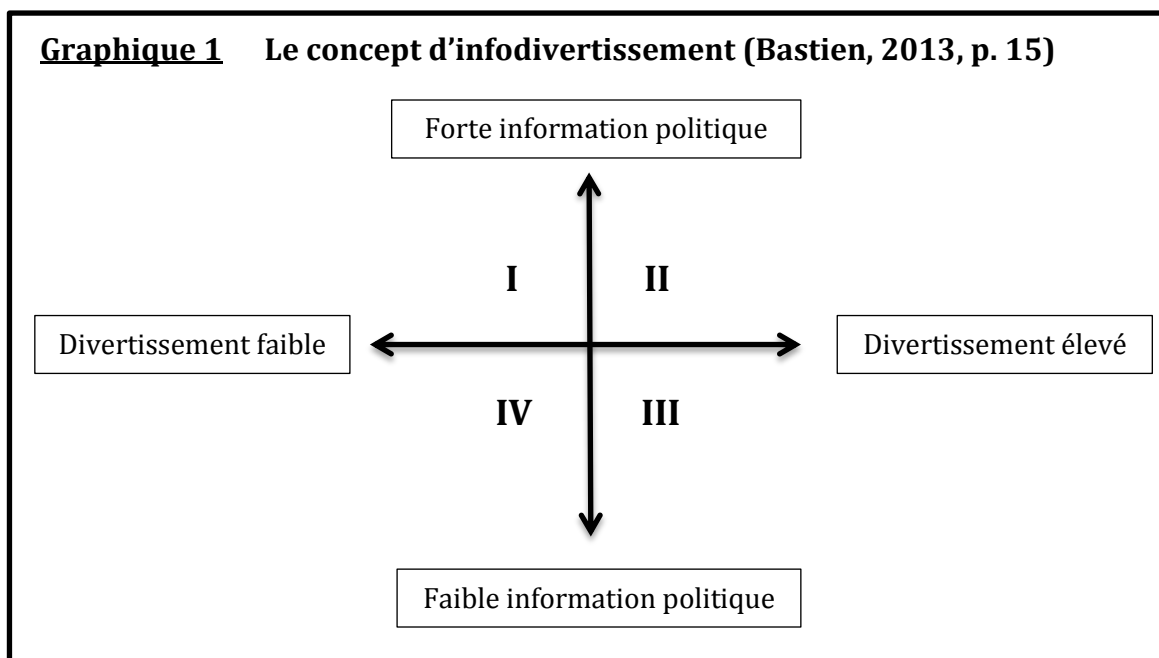 Graphique 1 Le concept d’infodivertissement (Bastien, 2013, p. 15)
Forte information politique
I II
Divertissement faible Divertissement élevé
IV III
Faible information politique